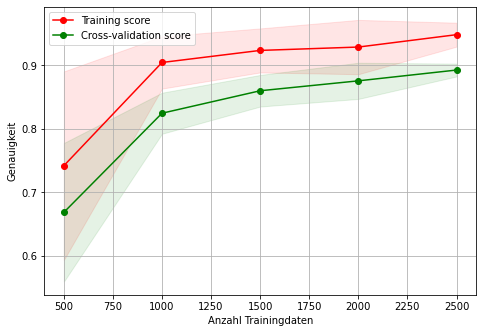 Training score
Cross-validation score
0.9
0.8
0.7
0.6
Genauigkeit
500 750 1000 1250 1500 1750 2000 2250 2500
Anzahl Trainingdaten